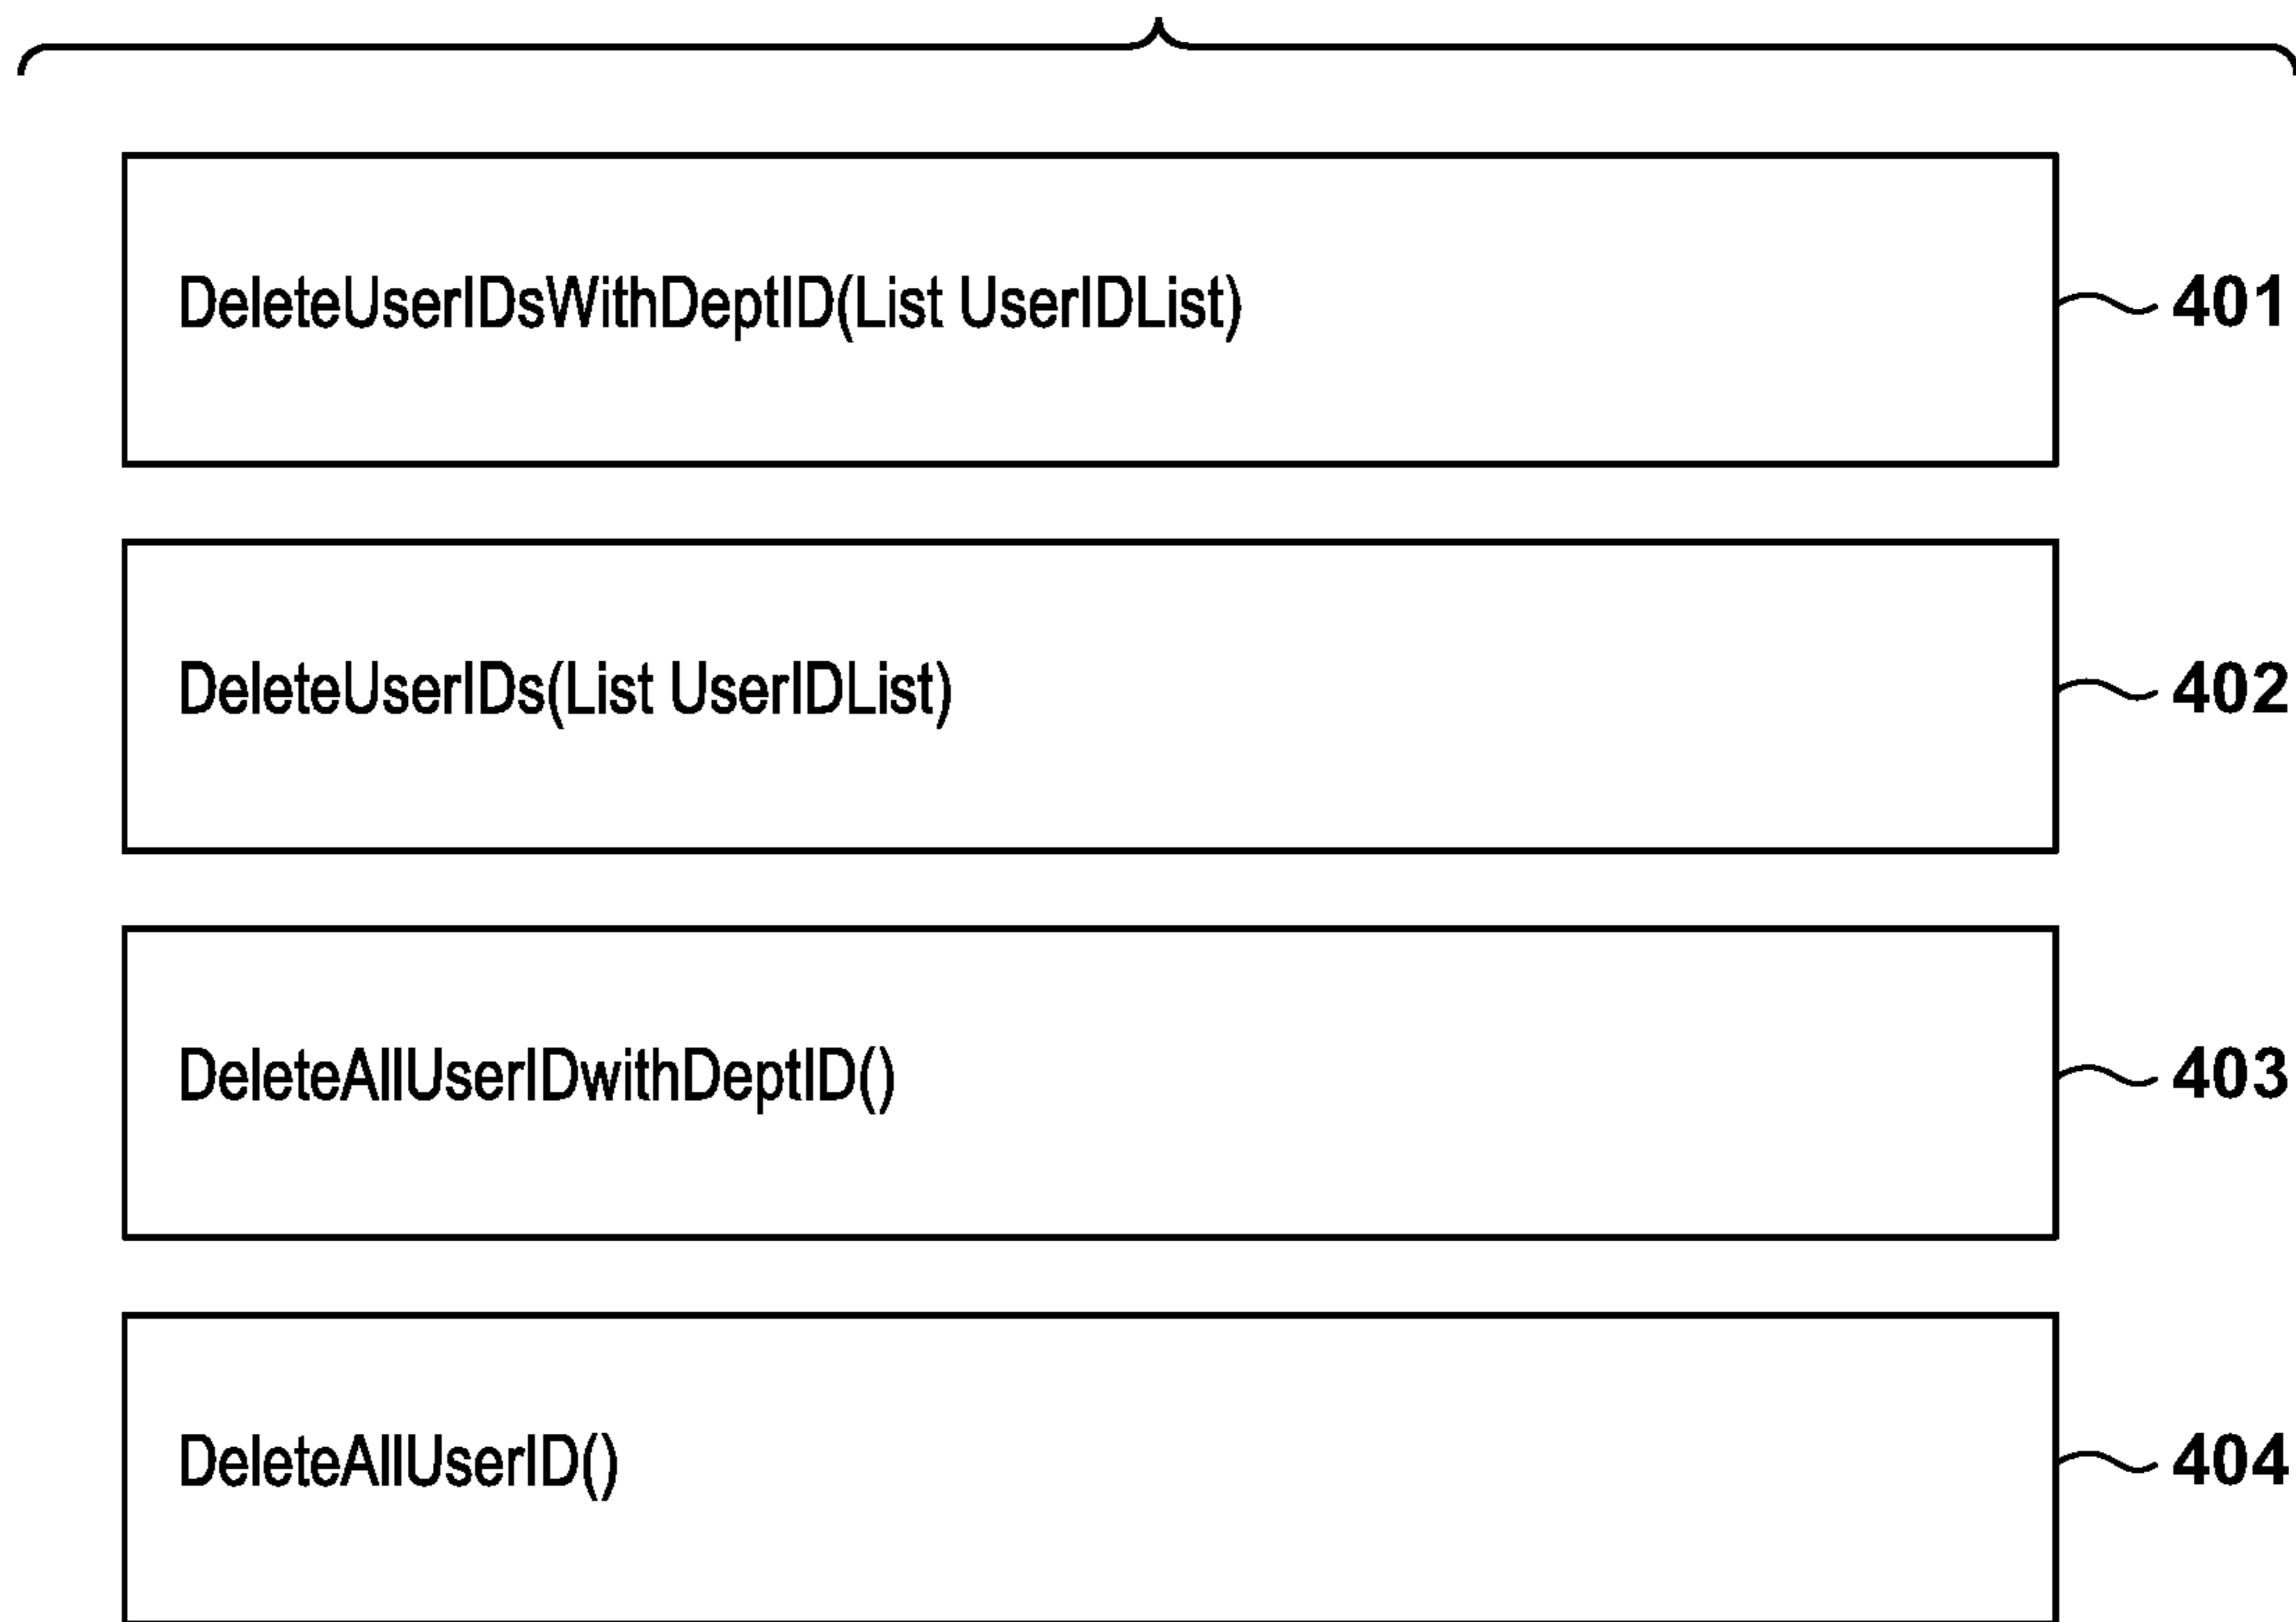 DeleteUserIDsWithDeptID(List UserIDList) 401
DeleteUserIDs(List UserIDList) 402
DeleteAllUserIDwithDeptID() 403
DeleteAllUserID() 404